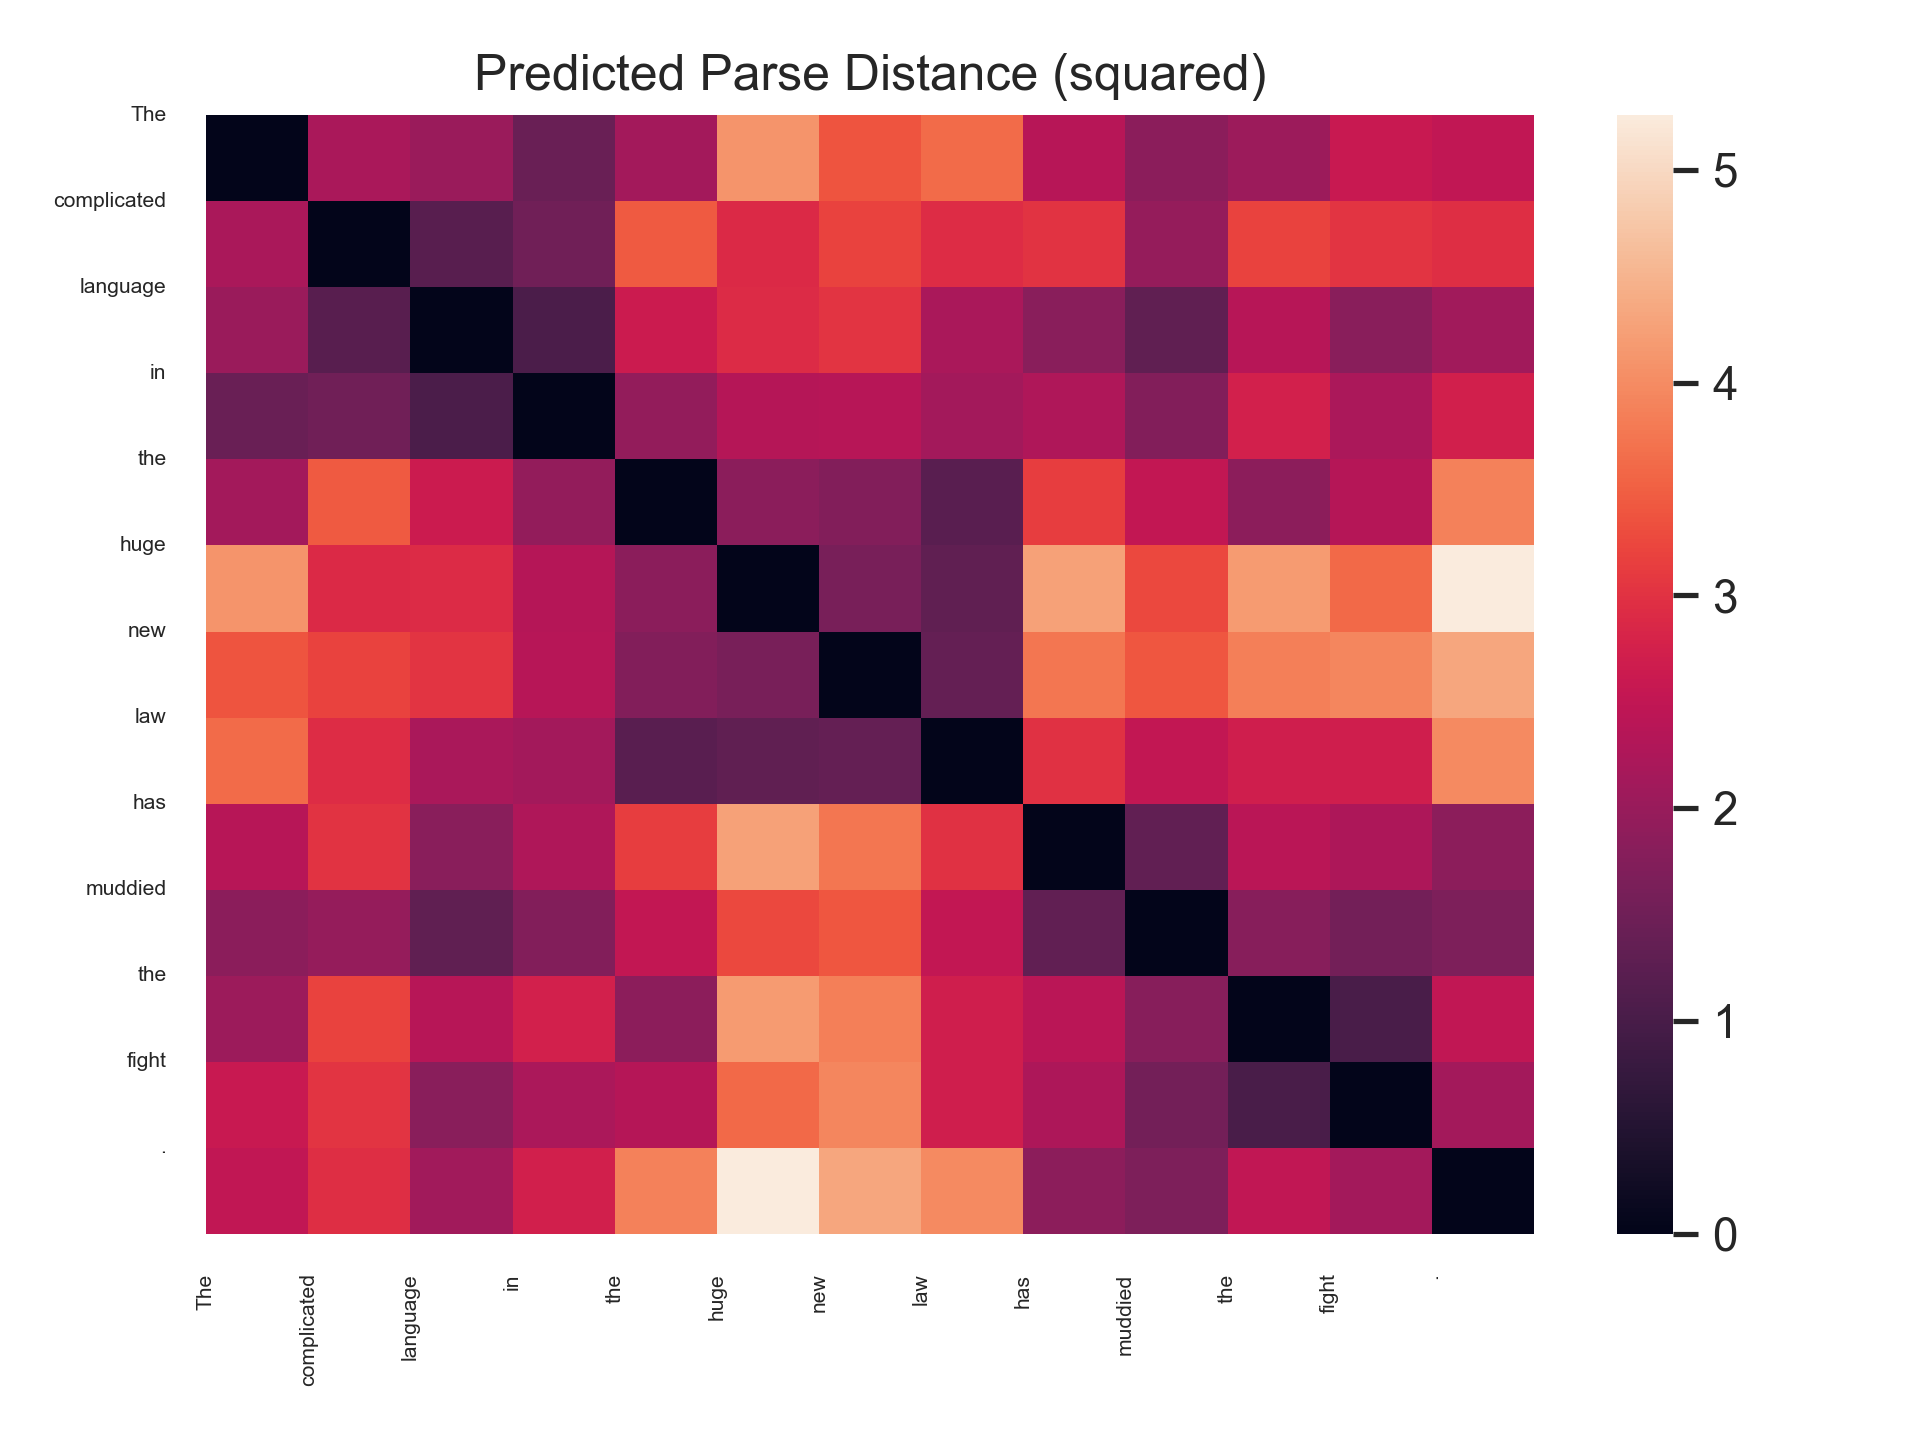 Predicted Parse Distance (squared)
The
complicated
language
in
the
huge
new
law
has
muddied
the
fight
.
5
4
3
2
1
0
The
complicated
language
in
the
huge
new
law
has
muddied
the
fight
.